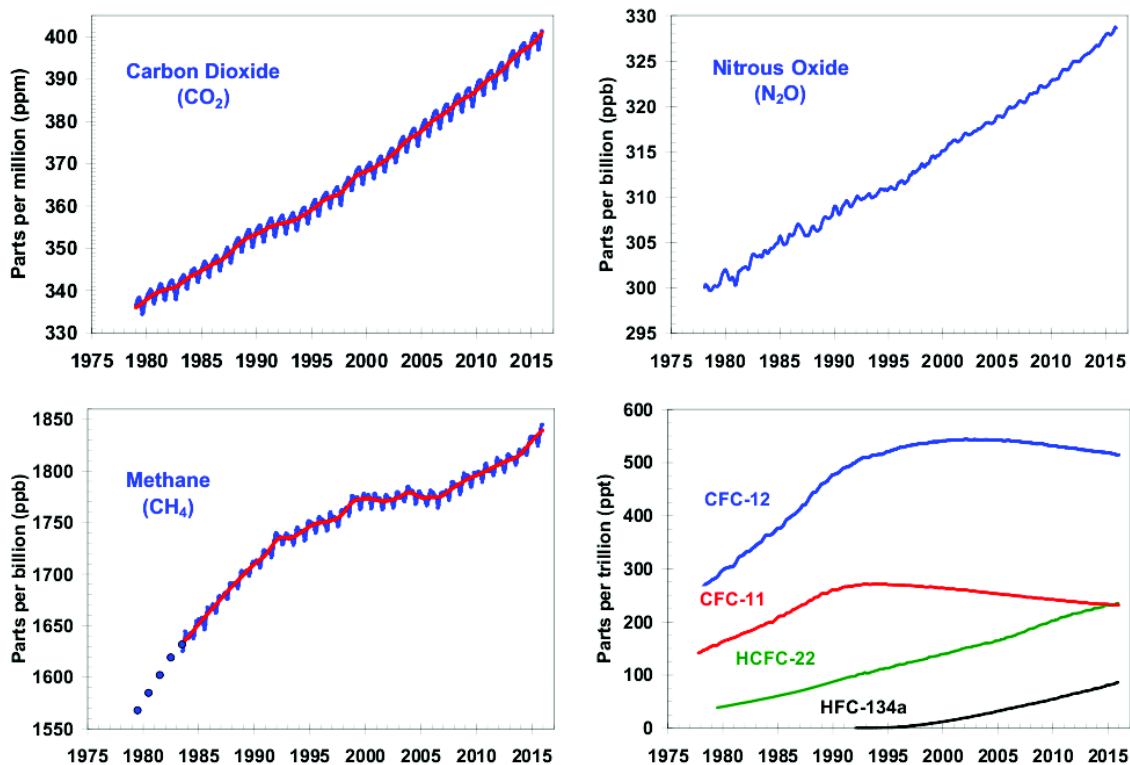 Parts per million (ppm)
400
390
380
370
360
350
340
330
Carbon Dioxide
(CO₂)
1975 1980 1985 1990 1995 2000 2005 2010 2015
Parts per billion (ppb)
330
325
320
315
310
305
300
295
Nitrous Oxide
(N₂O)
1975 1980 1985 1990 1995 2000 2005 2010 2015
Parts per billion (ppb)
1850
1800
1750
1700
1650
1600
1550
Methane
(CH₄)
1975 1980 1985 1990 1995 2000 2005 2010 2015
Parts per trillion (ppt)
600
500
400
300
200
100
0
CFC-12
CFC-11
HCFC-22
HFC-134a
1975 1980 1985 1990 1995 2000 2005 2010 2015